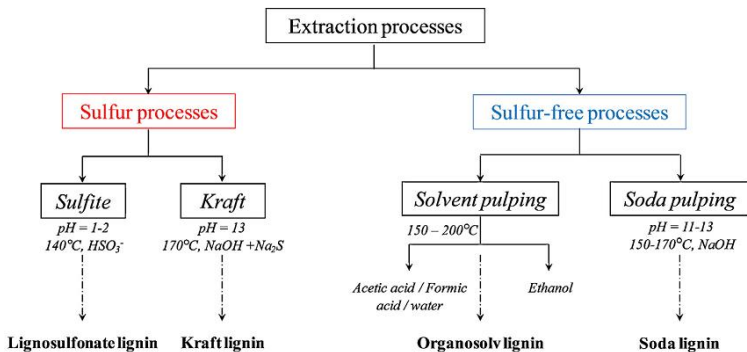 Extraction processes
Sulfur processes
Sulfur-free processes
Sulfite
Kraft
Solvent pulping
Soda pulping
pH = 1-2
140°C, HSO₃⁻
pH = 13
170°C, NaOH +Na₂S
150 – 200°C
pH = 11-13
150-170°C, NaOH
Acetic acid / Formic
acid / water
Ethanol
Lignosulfonate lignin
Kraft lignin
Organosolv lignin
Soda lignin